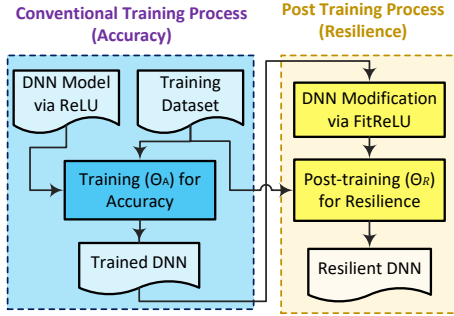 Conventional Training Process
(Accuracy)
Post Training Process
(Resilience)
DNN Model
via ReLU
Training
Dataset
DNN Modification
via FitReLU
Training (ΘA) for
Accuracy
Post-training (ΘR)
for Resilience
Trained DNN
Resilient DNN